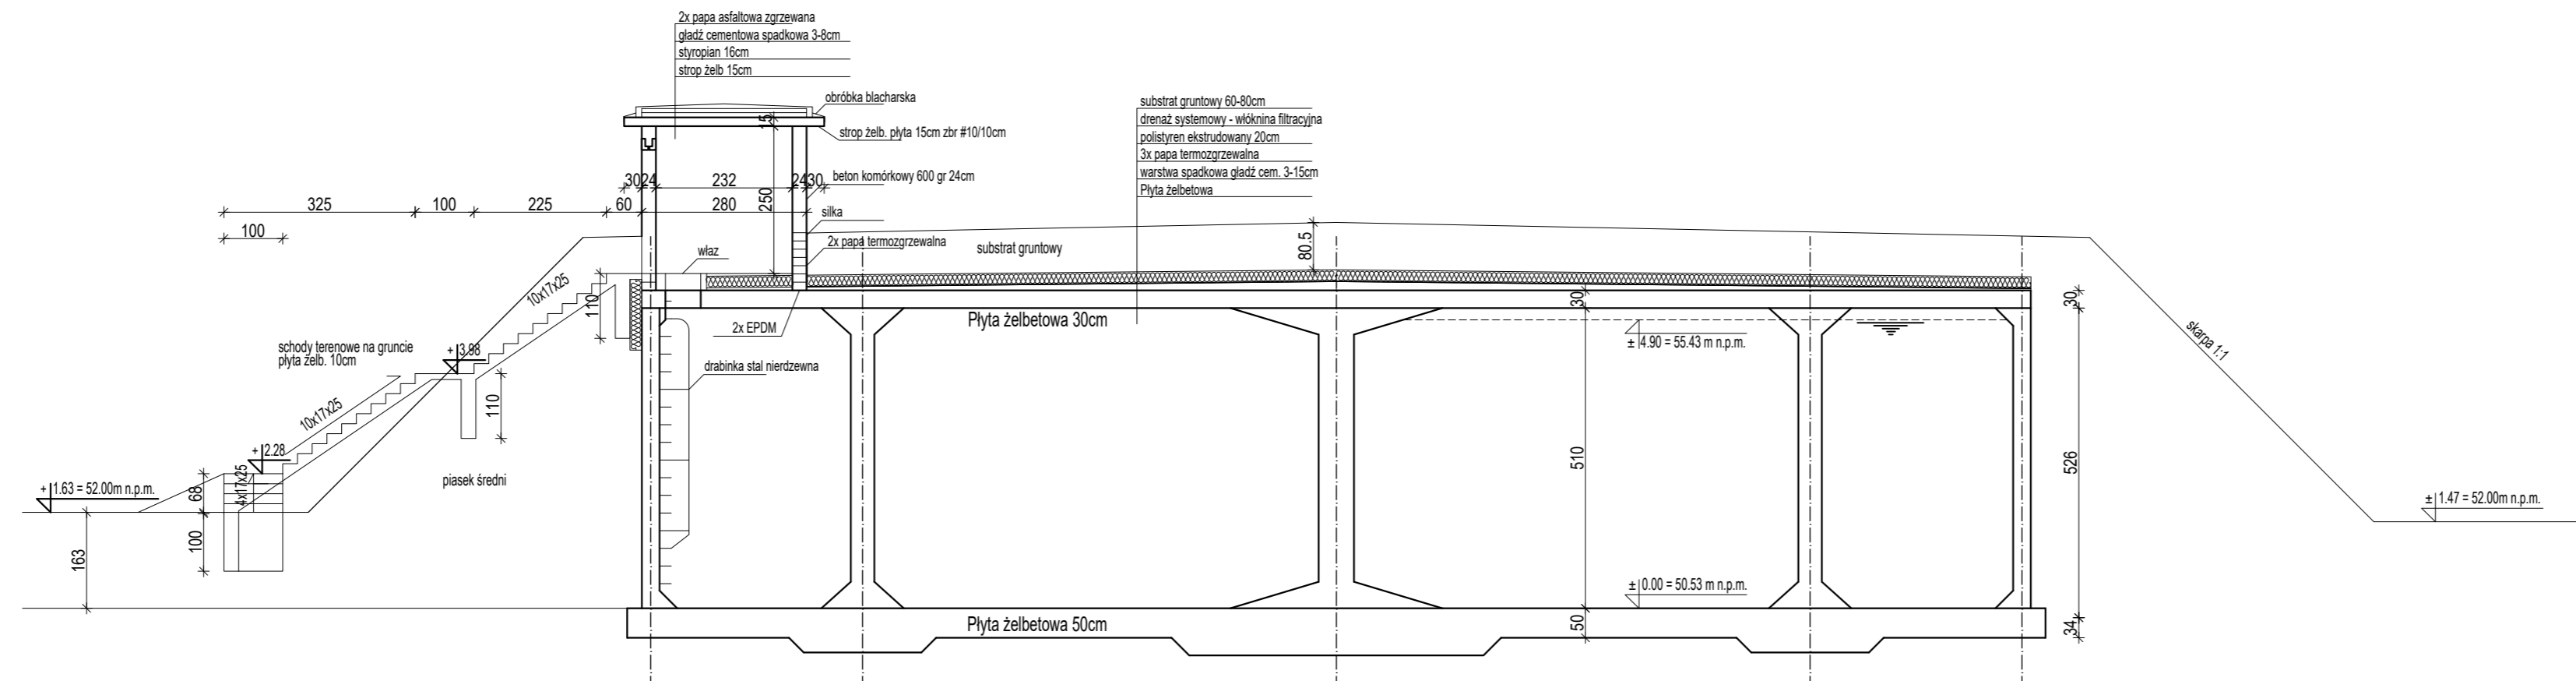 2x papa asfaltowa zgrzewana
gładź cementowa spadkowa 3-8cm
styropian 16cm
strop żelb 15cm
obróbka blacharska
15
strop żelb. płyta 15cm zbr #10/10cm
substrat gruntowy 60-80cm
drenaż systemowy - włóknina filtracyjna
polistyren ekstrudowany 20cm
3x papa termozgrzewalna
warstwa spadkowa gładź cem. 3-15cm
Płyta żelbetowa
30 24 232 24 30
beton komórkowy 600 gr 24cm
325 100 225 60 280
250
silka
100
właz
2x papa termozgrzewalna
substrat gruntowy
80.5
10x17x25
110
30
30
2x EPDM
Płyta żelbetowa 30cm
± 4.90 = 55.43 m n.p.m.
skarpa 1:1
schody terenowe na gruncie
płyta żelb. 10cm
+ 3.98
drabinka stal nierdzewna
110
10x17x25
+ 2.28
510
526
piasek średni
4x17x25
68
+ 1.63 = 52.00m n.p.m.
± 1.47 = 52.00m n.p.m.
100
163
± 0.00 = 50.53 m n.p.m.
Płyta żelbetowa 50cm
50
34